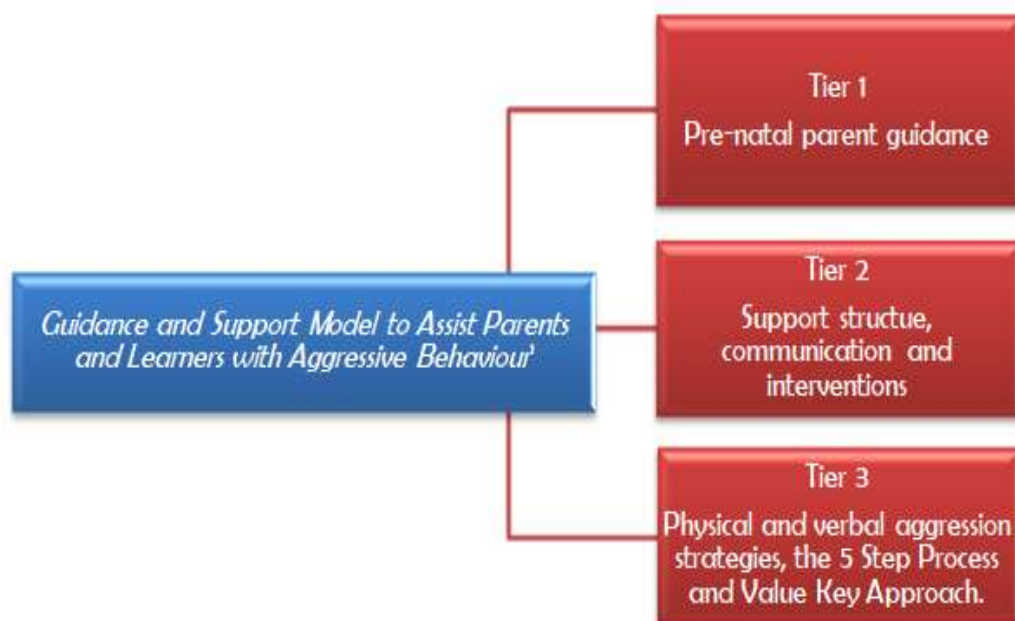 Tier 1
Pre-natal parent guidance
Guidance and Support Model to Assist Parents
and Learners with Aggressive Behaviour'
Tier 2
Support structue,
communication and
interventions
Tier 3
Physical and verbal aggression
strategies, the 5 Step Process
and Value Key Approach.